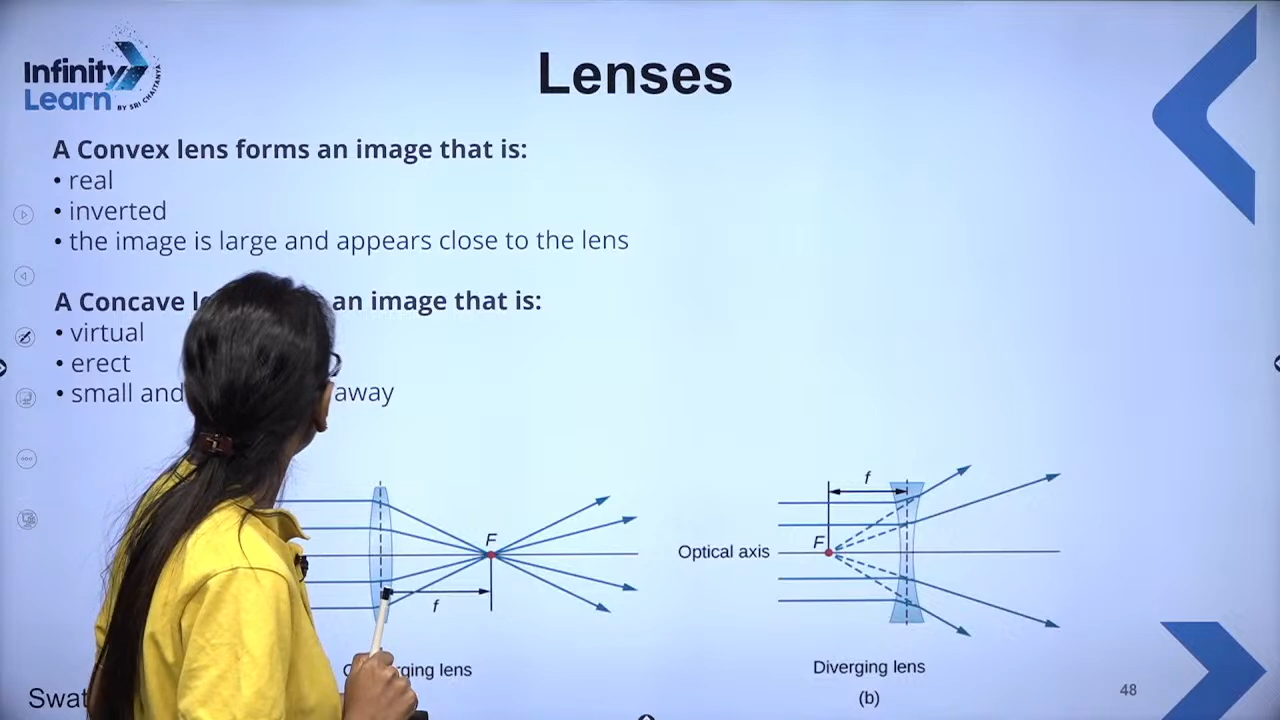 Infinity
Learn
BY SRI CHAITANYA
Lenses
A Convex lens forms an image that is:
• real
• inverted
• the image is large and appears close to the lens
A Concave an image that is:
• virtual
• erect
• small and away
F
f
lens
f
F
Optical axis
Diverging lens
(b)
48